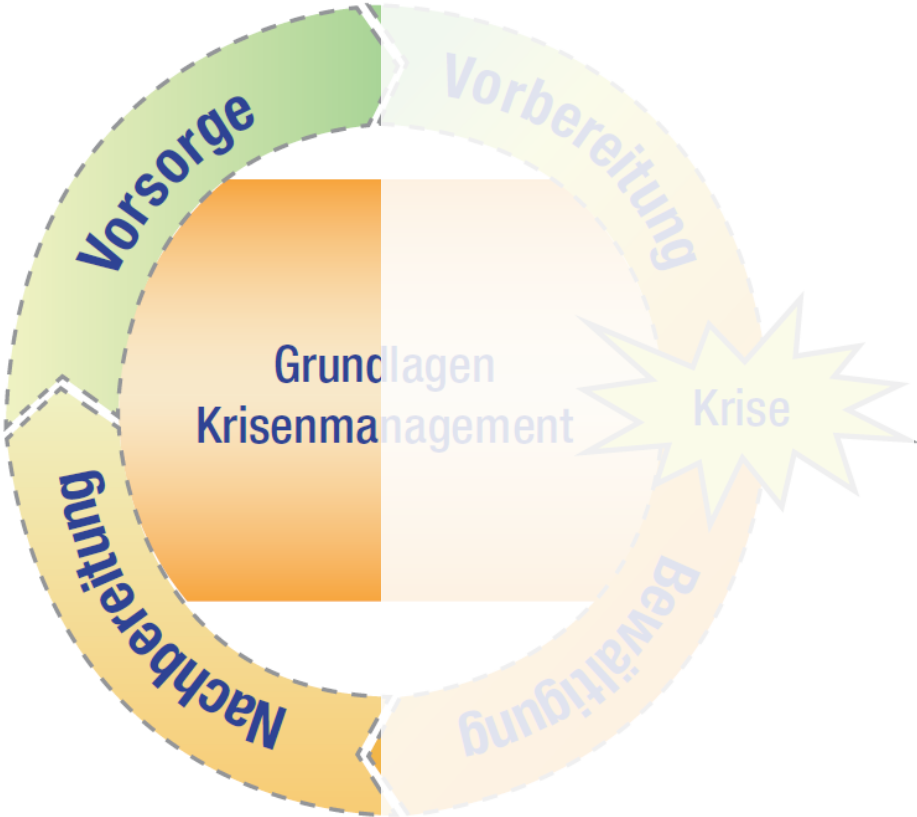 Vorsorge
Vorbereitung
Grundlagen
Krisenmanagement
Krise
Nachbereitung
Bewältigung